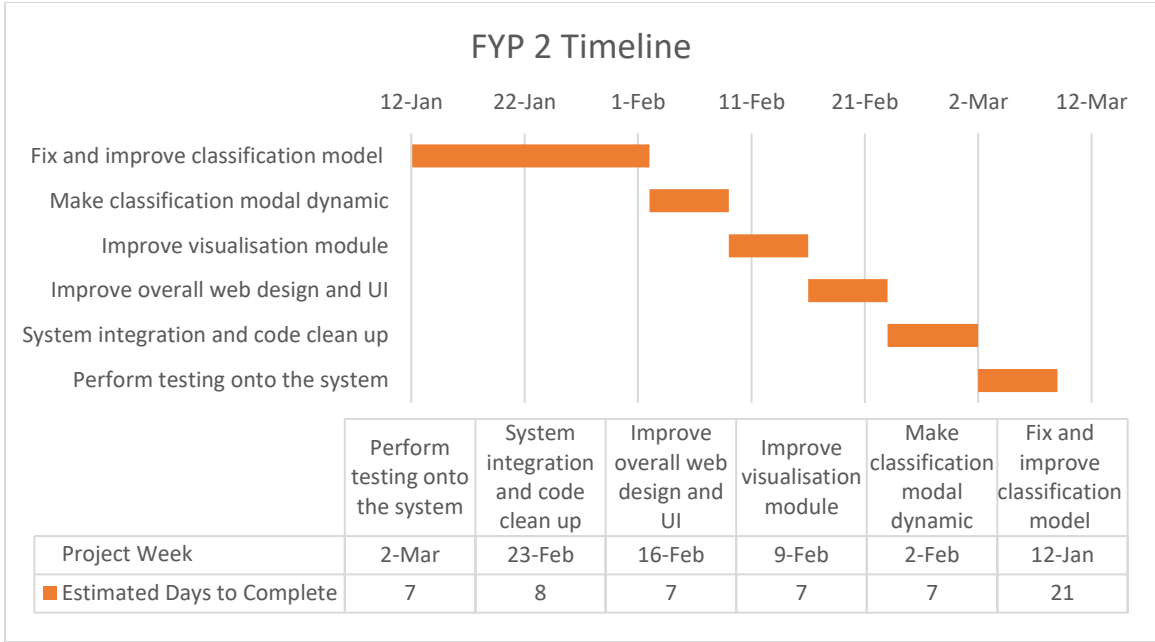 FYP 2 Timeline
12-Jan 22-Jan 1-Feb 11-Feb 21-Feb 2-Mar 12-Mar
Fix and improve classification model
Make classification modal dynamic
Improve visualisation module
Improve overall web design and UI
System integration and code clean up
Perform testing onto the system
Perform
testing onto
the system
System
integration
and code
clean up
Improve
overall web
design and
UI
Improve
visualisation
module
Make
classification
modal
dynamic
Fix and
improve
classification
model
Project Week 2-Mar 23-Feb 16-Feb 9-Feb 2-Feb 12-Jan
Estimated Days to Complete 7 8 7 7 7 21